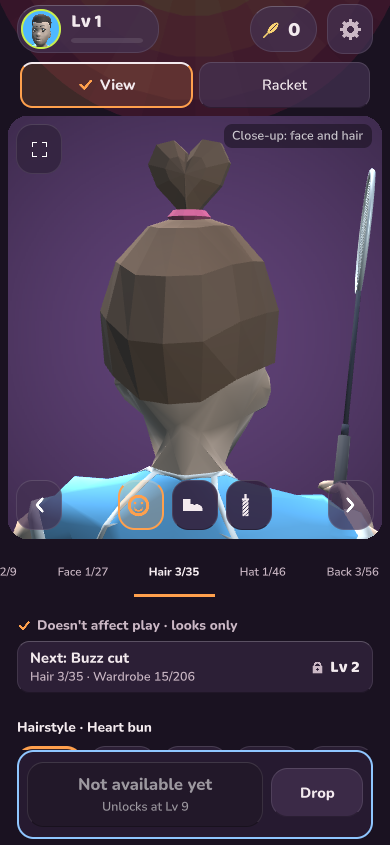 Lv 1
0
View
Racket
Close-up: face and hair
2/9
Face 1/27
Hair 3/35
Hat 1/46
Back 3/56
Doesn't affect play · looks only
Next: Buzz cut
Hair 3/35 · Wardrobe 15/206
Lv 2
Hairstyle · Heart bun
Not available yet
Unlocks at Lv 9
Drop